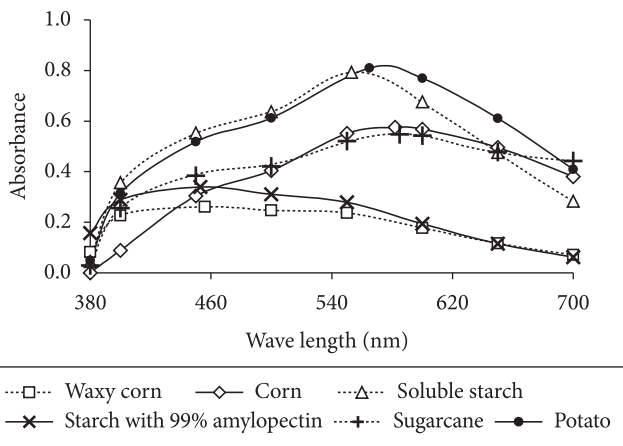 1.0
0.8
0.6
0.4
0.2
0.0
Absorbance
380 460 540 620 700
Wave length (nm)
Waxy corn Corn Soluble starch
Starch with 99% amylopectin Sugarcane Potato